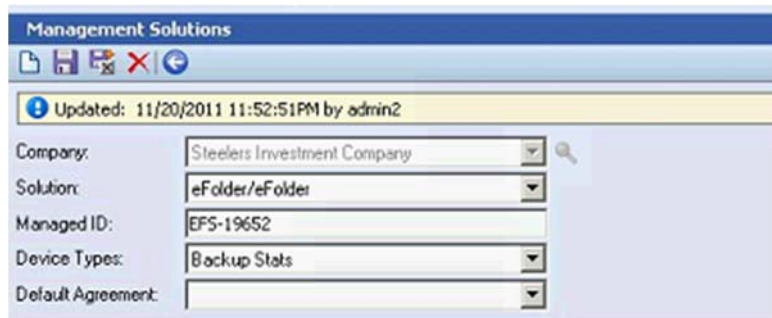 Management Solutions
Updated: 11/20/2011 11:52:51PM by admin2
Company: Steelers Investment Company
Solution: eFolder/eFolder
Managed ID: EFS-19652
Device Types: Backup Stats
Default Agreement: